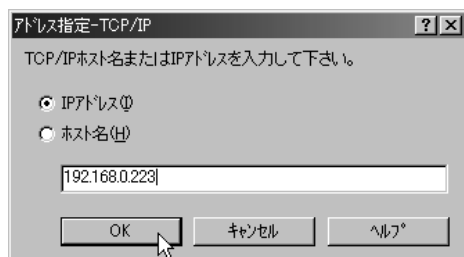 ｱﾄﾞﾚｽ指定-TCP/IP
TCP/IPホスト名またはIPｱﾄﾞﾚｽを入力して下さい。
IPｱﾄﾞﾚｽ(I)
ホスト名(H)
192.168.0.223
OK ｷｬﾝｾﾙ ﾍﾙﾌﾟ